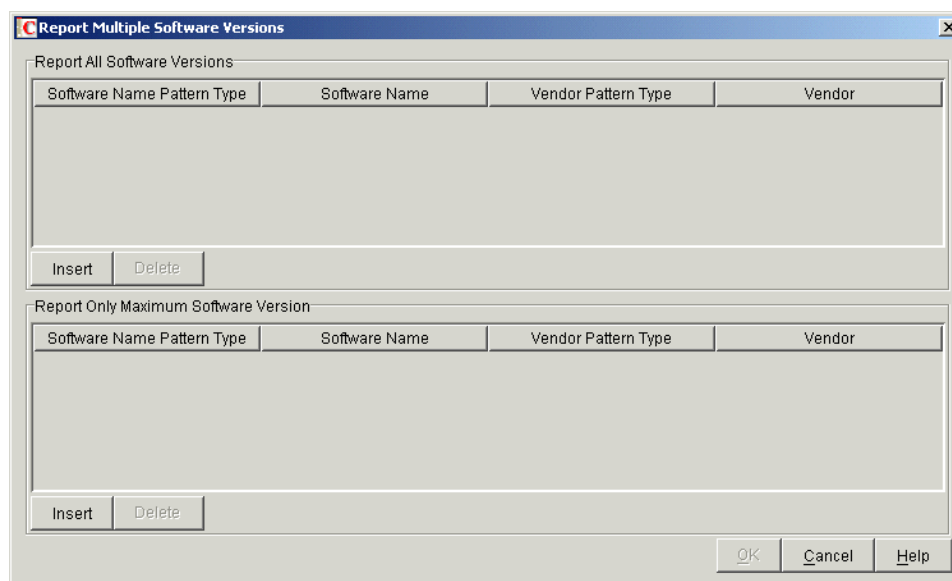 Report Multiple Software Versions
Report All Software Versions
Software Name Pattern Type Software Name Vendor Pattern Type Vendor
Insert Delete
Report Only Maximum Software Version
Software Name Pattern Type Software Name Vendor Pattern Type Vendor
Insert Delete
OK Cancel Help